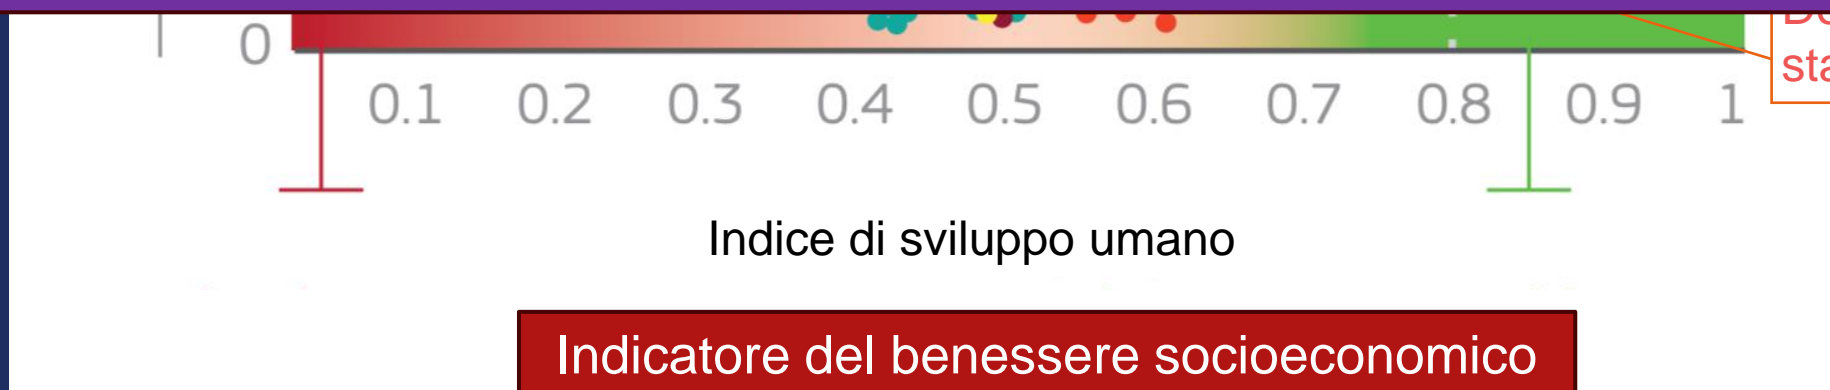 0
sta
0.1 0.2 0.3 0.4 0.5 0.6 0.7 0.8 0.9 1
Indice di sviluppo umano
Indicatore del benessere socioeconomico